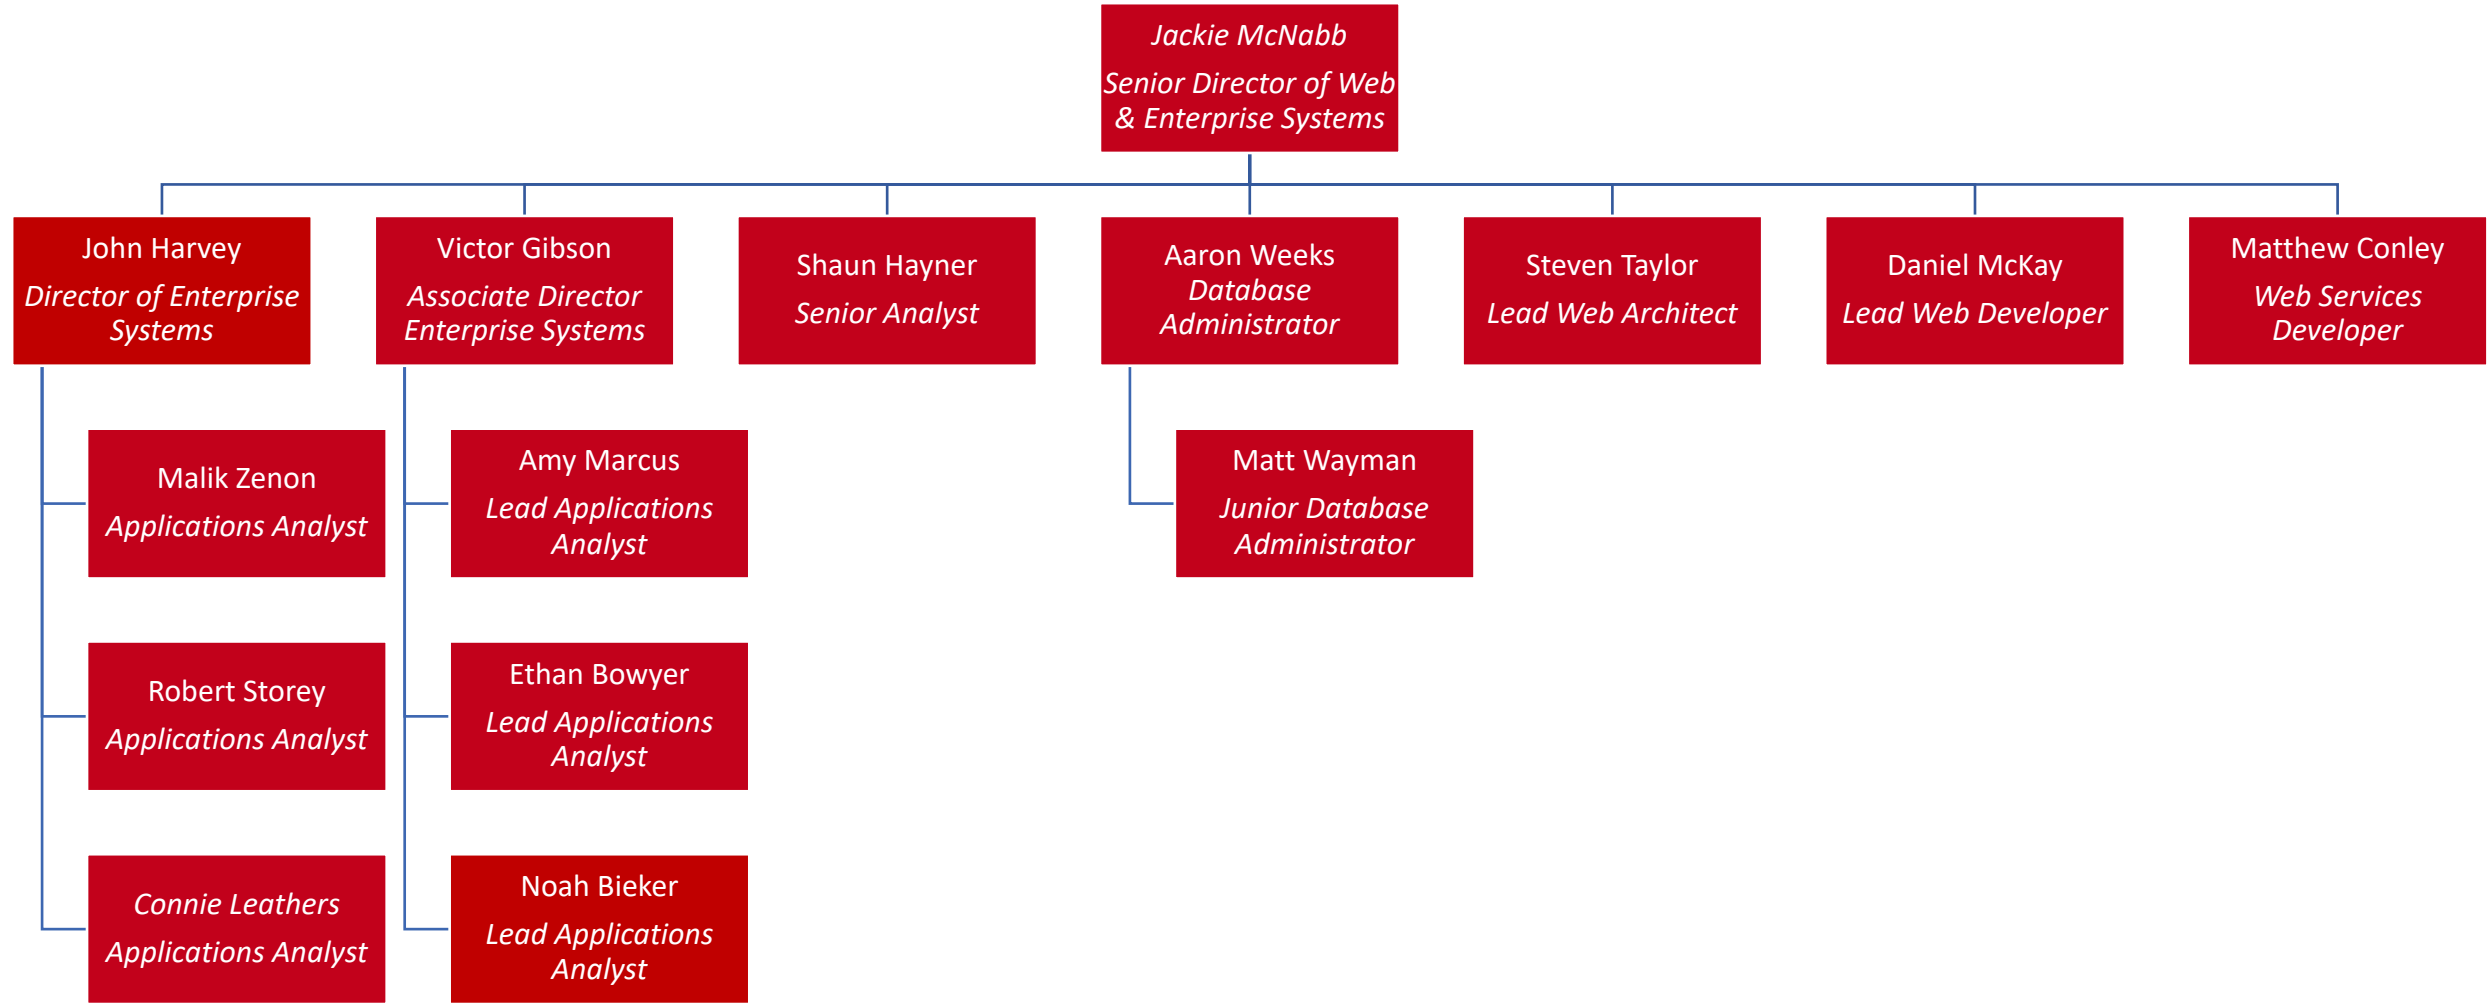 Jackie McNabb
Senior Director of Web
& Enterprise Systems
John Harvey
Director of Enterprise
Systems
Victor Gibson
Associate Director
Enterprise Systems
Shaun Hayner
Senior Analyst
Aaron Weeks
Database
Administrator
Steven Taylor
Lead Web Architect
Daniel McKay
Lead Web Developer
Matthew Conley
Web Services
Developer
Malik Zenon
Applications Analyst
Amy Marcus
Lead Applications
Analyst
Matt Wayman
Junior Database
Administrator
Robert Storey
Applications Analyst
Ethan Bowyer
Lead Applications
Analyst
Connie Leathers
Applications Analyst
Noah Bieker
Lead Applications
Analyst